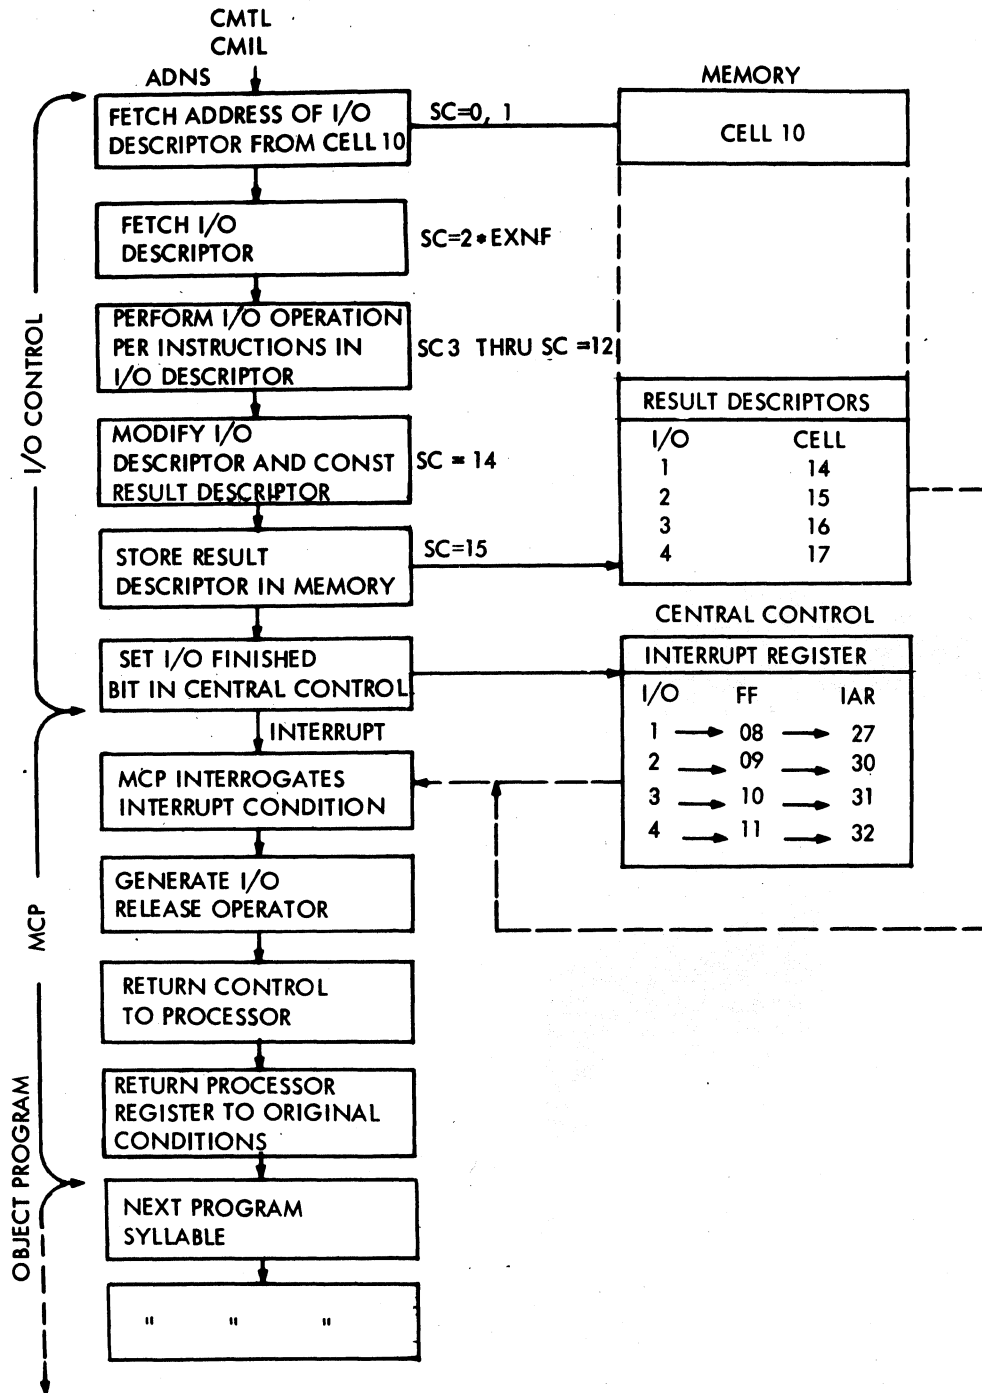 CMTL
CMIL
ADNS
FETCH ADDRESS OF I/O
DESCRIPTOR FROM CELL 10
SC=0, 1
MEMORY
CELL 10
FETCH I/O
DESCRIPTOR
SC=2*EXNF
PERFORM I/O OPERATION
PER INSTRUCTIONS IN
I/O DESCRIPTOR
SC3 THRU SC =12
MODIFY I/O
DESCRIPTOR AND CONST
RESULT DESCRIPTOR
SC = 14
RESULT DESCRIPTORS
I/O CELL
1 14
2 15
3 16
4 17
STORE RESULT
DESCRIPTOR IN MEMORY
SC=15
SET I/O FINISHED
BIT IN CENTRAL CONTROL
CENTRAL CONTROL
INTERRUPT REGISTER
I/O FF IAR
1 08 27
2 09 30
3 10 31
4 11 32
INTERRUPT
MCP INTERROGATES
INTERRUPT CONDITION
GENERATE I/O
RELEASE OPERATOR
RETURN CONTROL
TO PROCESSOR
RETURN PROCESSOR
REGISTER TO ORIGINAL
CONDITIONS
NEXT PROGRAM
SYLLABLE
" " "
I/O CONTROL
MCP
OBJECT PROGRAM